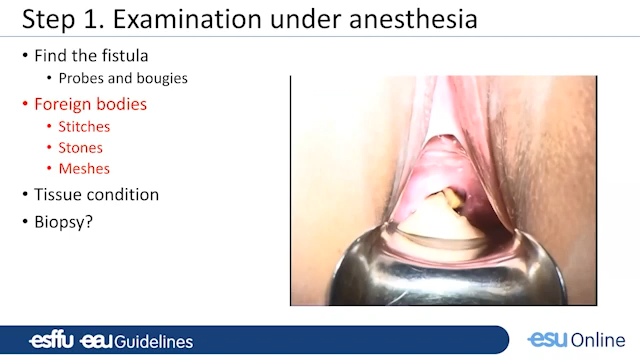 Step 1. Examination under anesthesia
• Find the fistula
• Probes and bougies
• Foreign bodies
• Stitches
• Stones
• Meshes
• Tissue condition
• Biopsy?
esffu eau Guidelines
esu Online